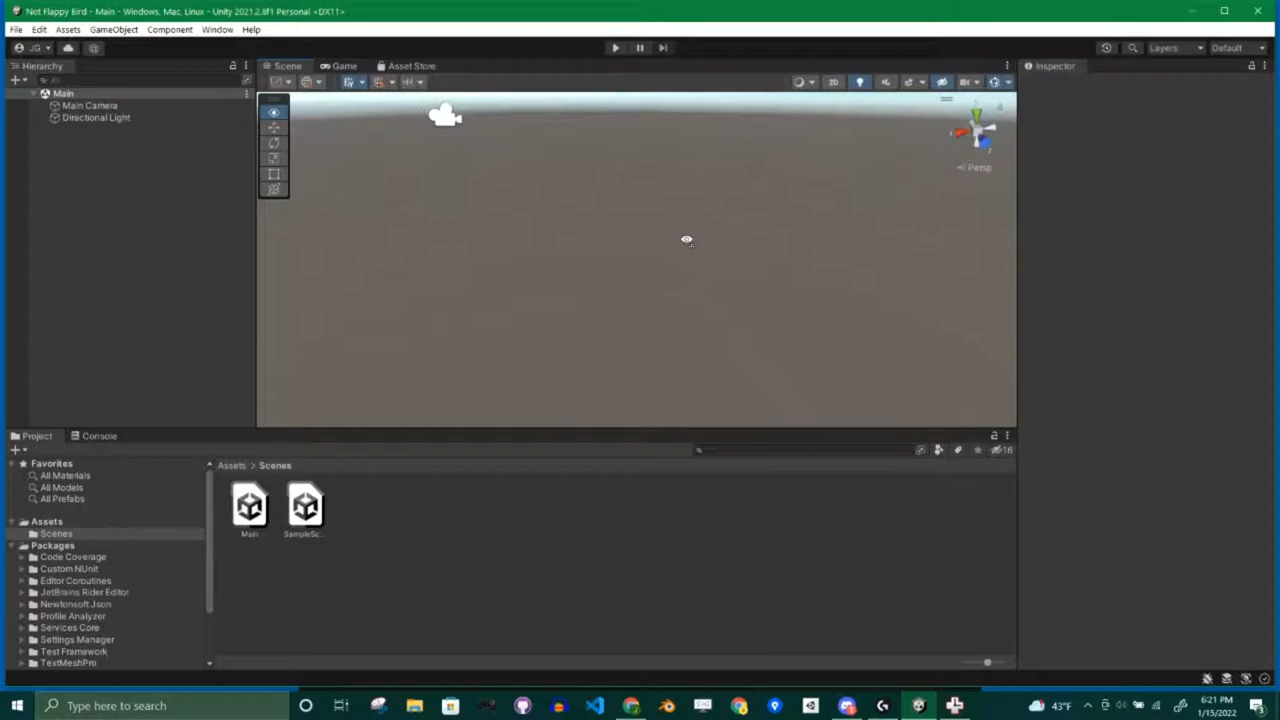 Not Flappy Bird - Main - Windows, Mac, Linux - Unity 2021.2.8f1 Personal <DX11>
File Edit Assets GameObject Component Window Help
JG Layers Default
Hierarchy Scene Game Asset Store Inspector
All 2D
Main
Main Camera
Directional Light
Persp
Project Console
16
Favorites Assets > Scenes
All Materials
All Models
All Prefabs
Assets
Scenes Main SampleSc...
Packages
Code Coverage
Custom NUnit
Editor Coroutines
JetBrains Rider Editor
Newtonsoft Json
Profile Analyzer
Services Core
Settings Manager
Test Framework
TextMeshPro
Type here to search 43°F 6:21 PM
1/15/2022